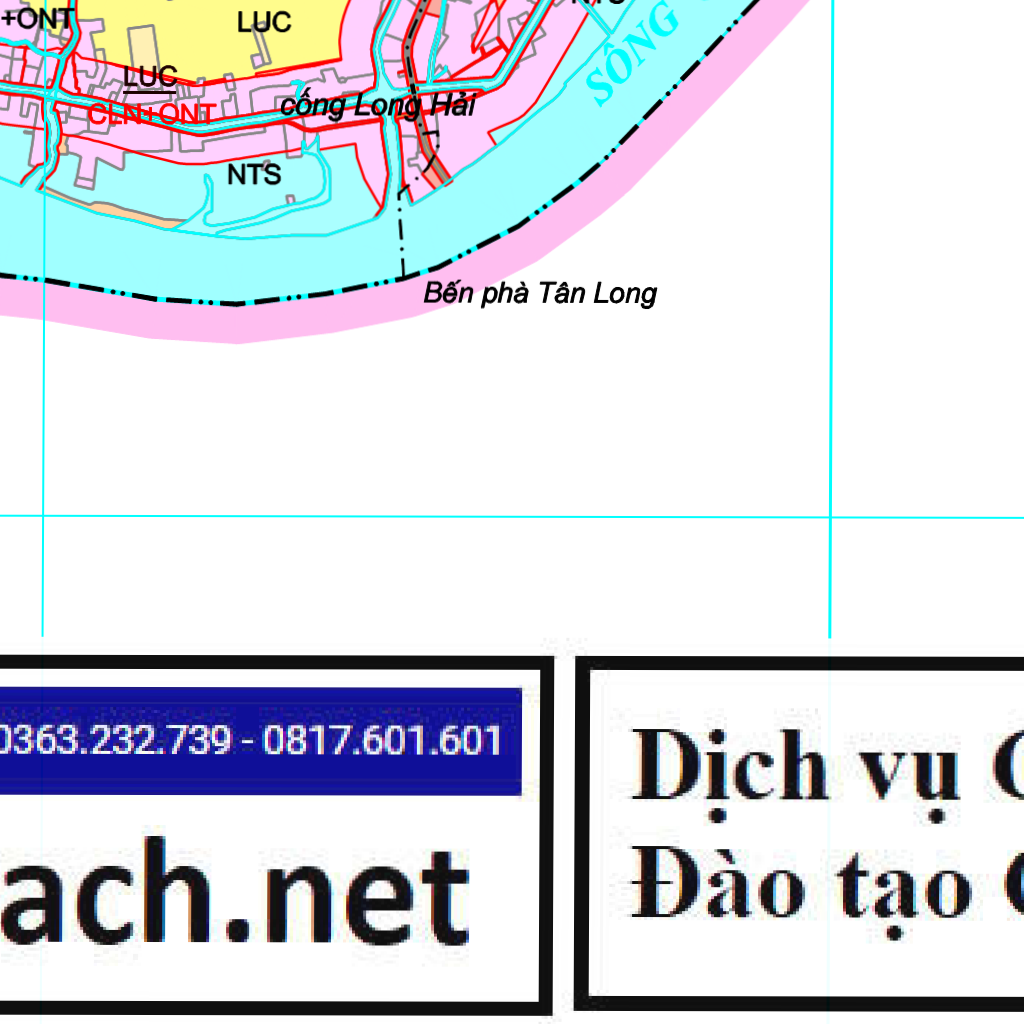 +ONT
LUC
LUC
CLN+ONT
cống Long Hải
NTS
SÔNG
Bến phà Tân Long
0363.232.739 - 0817.601.601
ach.net
Dịch vụ
Đào tạo